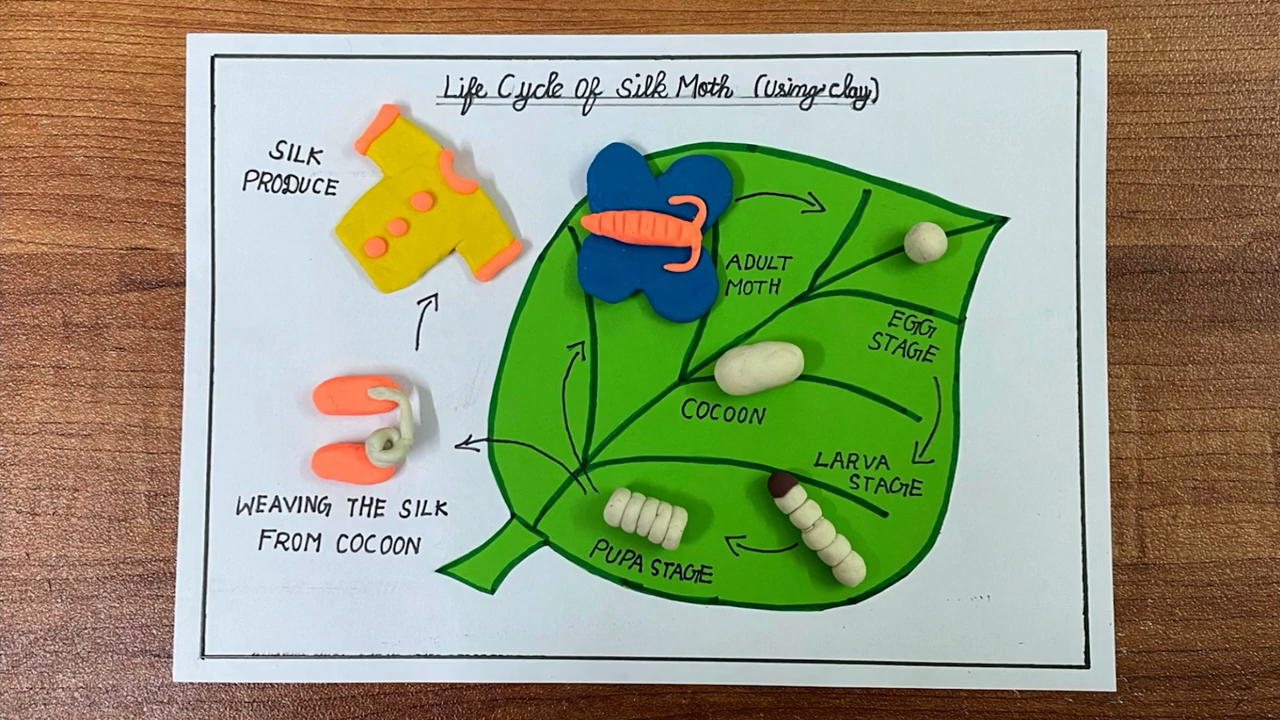 Life Cycle Of Silk Moth (Using clay)
SILK
PRODUCE
ADULT
MOTH
EGG
STAGE
COCOON
LARVA
STAGE
PUPA STAGE
WEAVING THE SILK
FROM COCOON